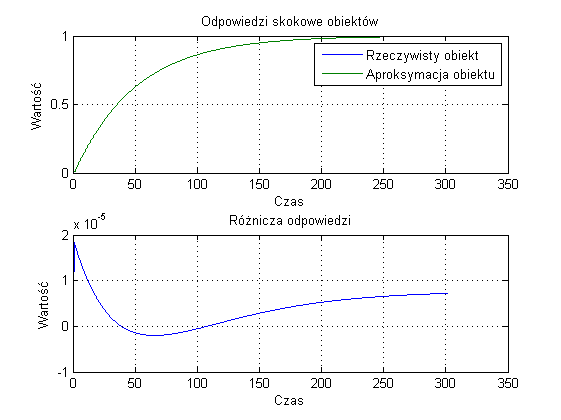 Odpowiedzi skokowe obiektów
1
0.5
0
Wartość
Rzeczywisty obiekt
Aproksymacja obiektu
0 50 100 150 200 250 300 350
Czas
x 10^-5
Różnicza odpowiedzi
2
1
0
-1
Wartość
0 50 100 150 200 250 300 350
Czas